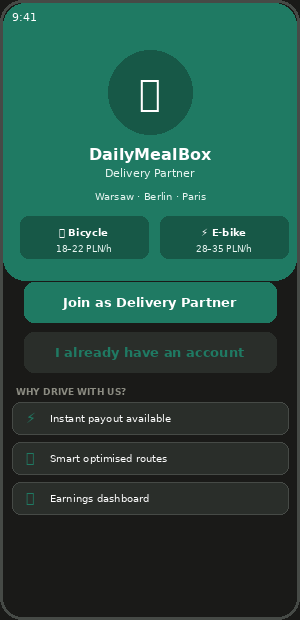 9:41
DailyMealBox
Delivery Partner
Warsaw · Berlin · Paris
Bicycle
18–22 PLN/h
⚡ E-bike
28–35 PLN/h
Join as Delivery Partner
I already have an account
WHY DRIVE WITH US?
⚡ Instant payout available
Smart optimised routes
Earnings dashboard